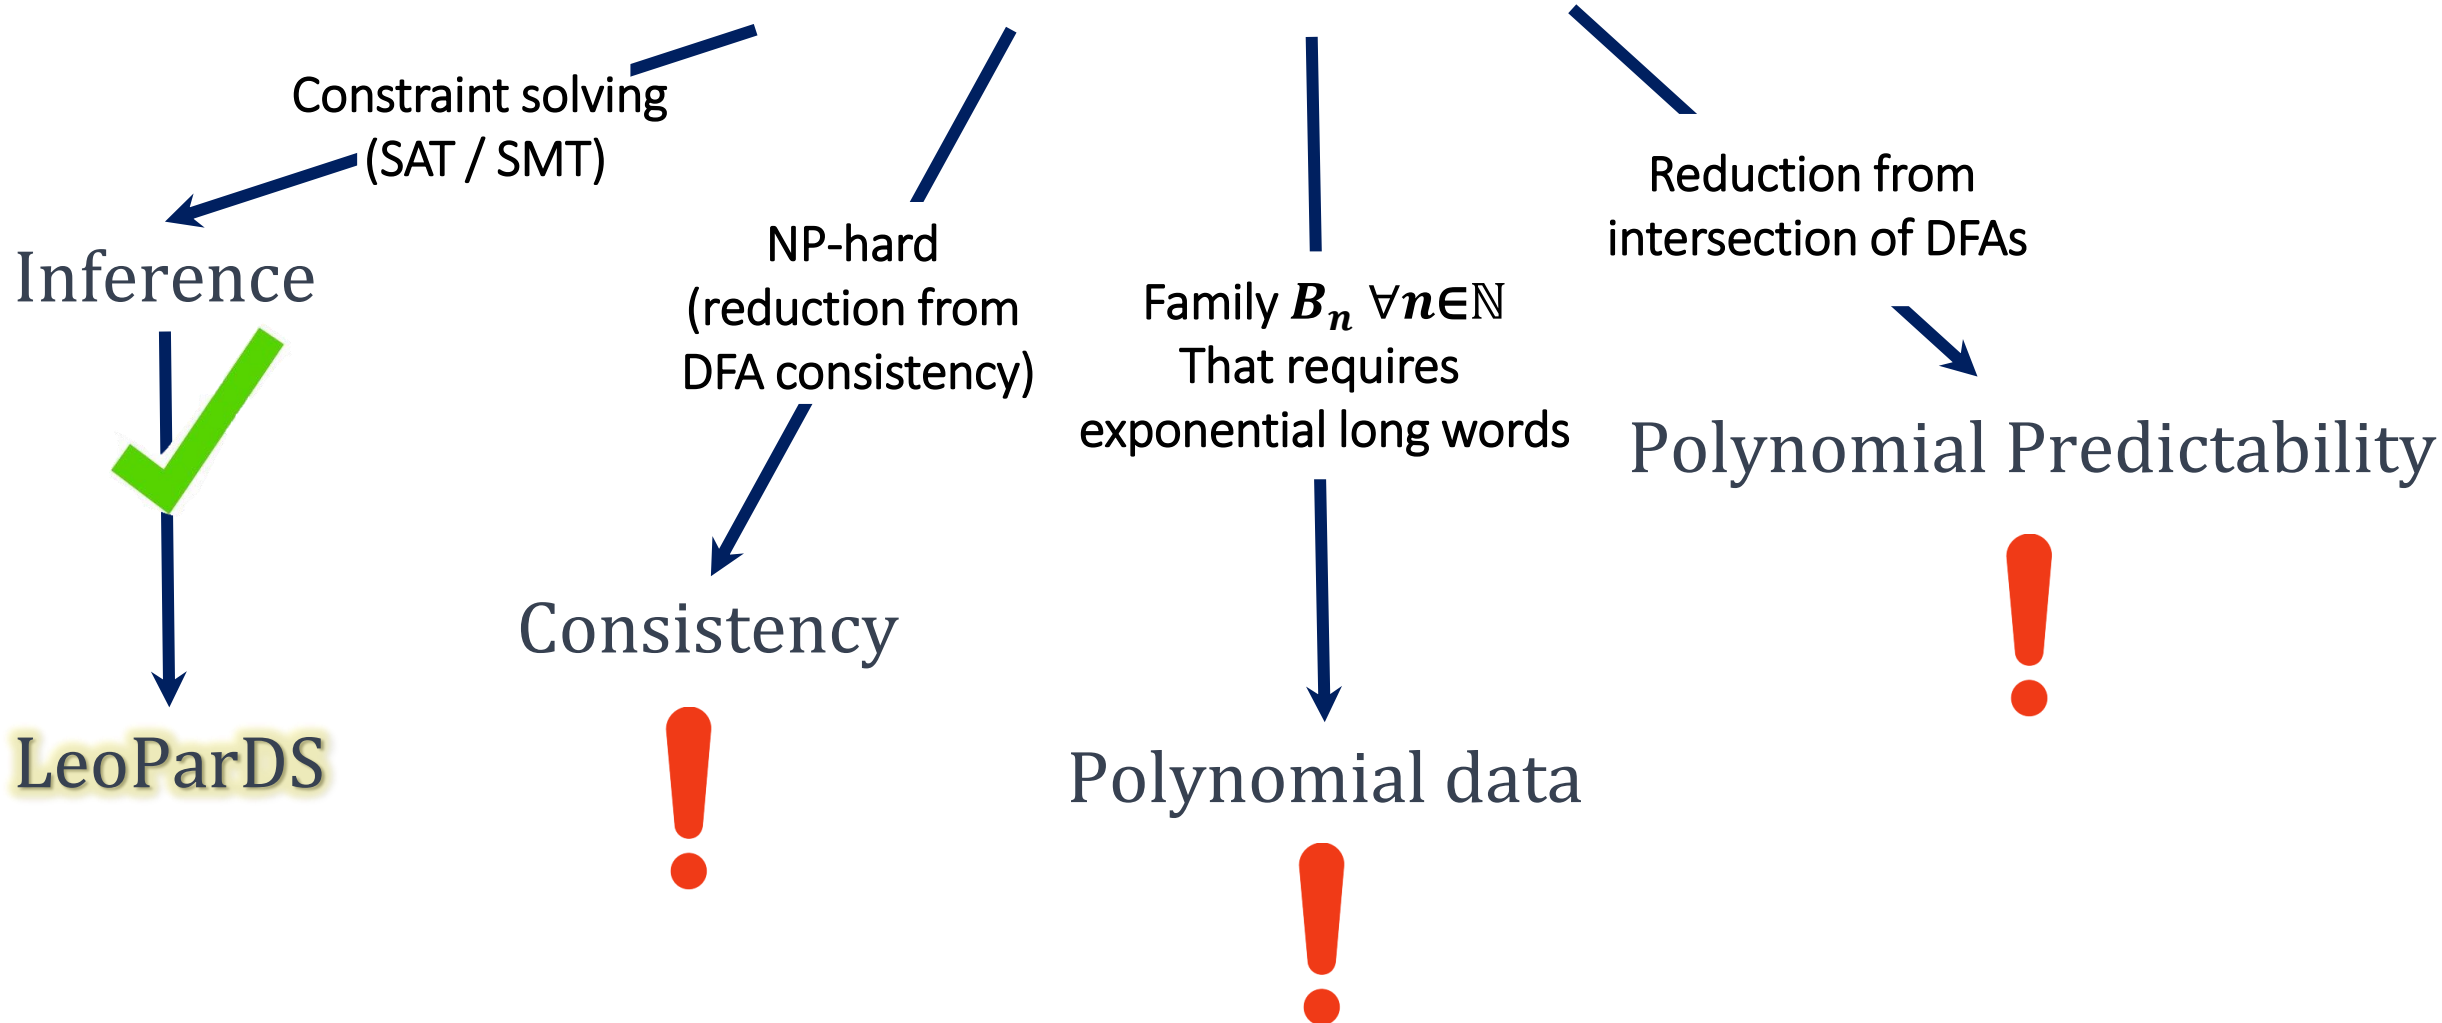 Constraint solving
(SAT / SMT)
Inference
LeoParDS
NP-hard
(reduction from
DFA consistency)
Consistency
Family Bₙ ∀n∈ℕ
That requires
exponential long words
Polynomial data
Reduction from
intersection of DFAs
Polynomial Predictability